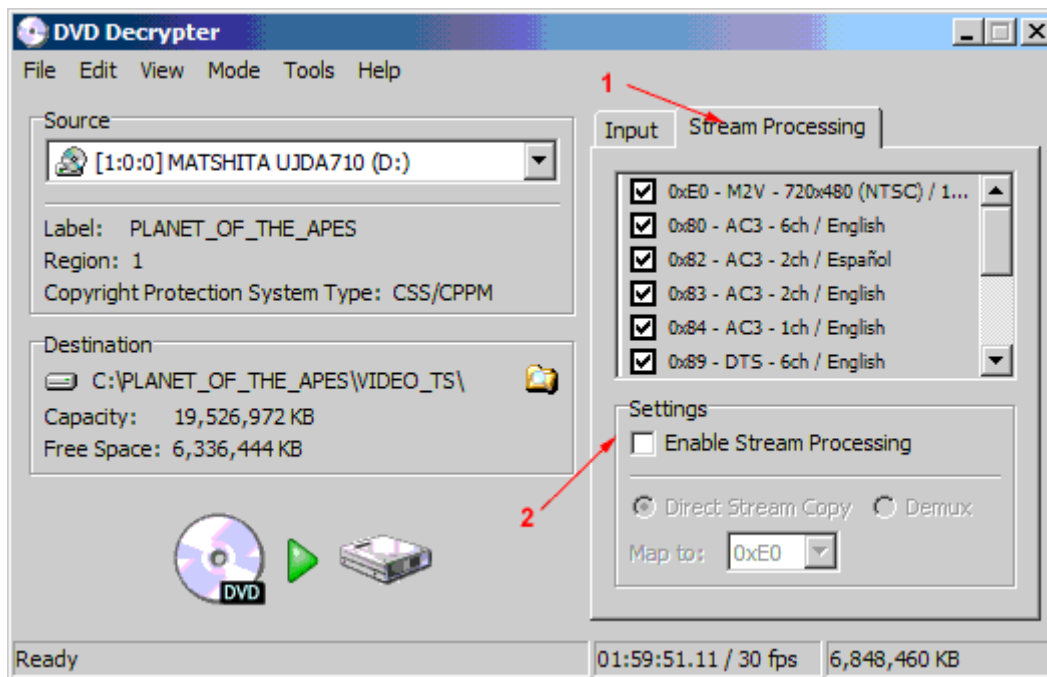 DVD Decrypter
File Edit View Mode Tools Help
1
Source
[1:0:0] MATSHITA UJDA710 (D:)
Label: PLANET_OF_THE_APES
Region: 1
Copyright Protection System Type: CSS/CPPM
Destination
C:\PLANET_OF_THE_APES\VIDEO_TS\
Capacity: 19,526,972 KB
Free Space: 6,336,444 KB
DVD
Input Stream Processing
0xE0 - M2V - 720x480 (NTSC) / 1...
0x80 - AC3 - 6ch / English
0x82 - AC3 - 2ch / Español
0x83 - AC3 - 2ch / English
0x84 - AC3 - 1ch / English
0x89 - DTS - 6ch / English
Settings
Enable Stream Processing
2
Direct Stream Copy Demux
Map to: 0xE0
Ready 01:59:51.11 / 30 fps 6,848,460 KB